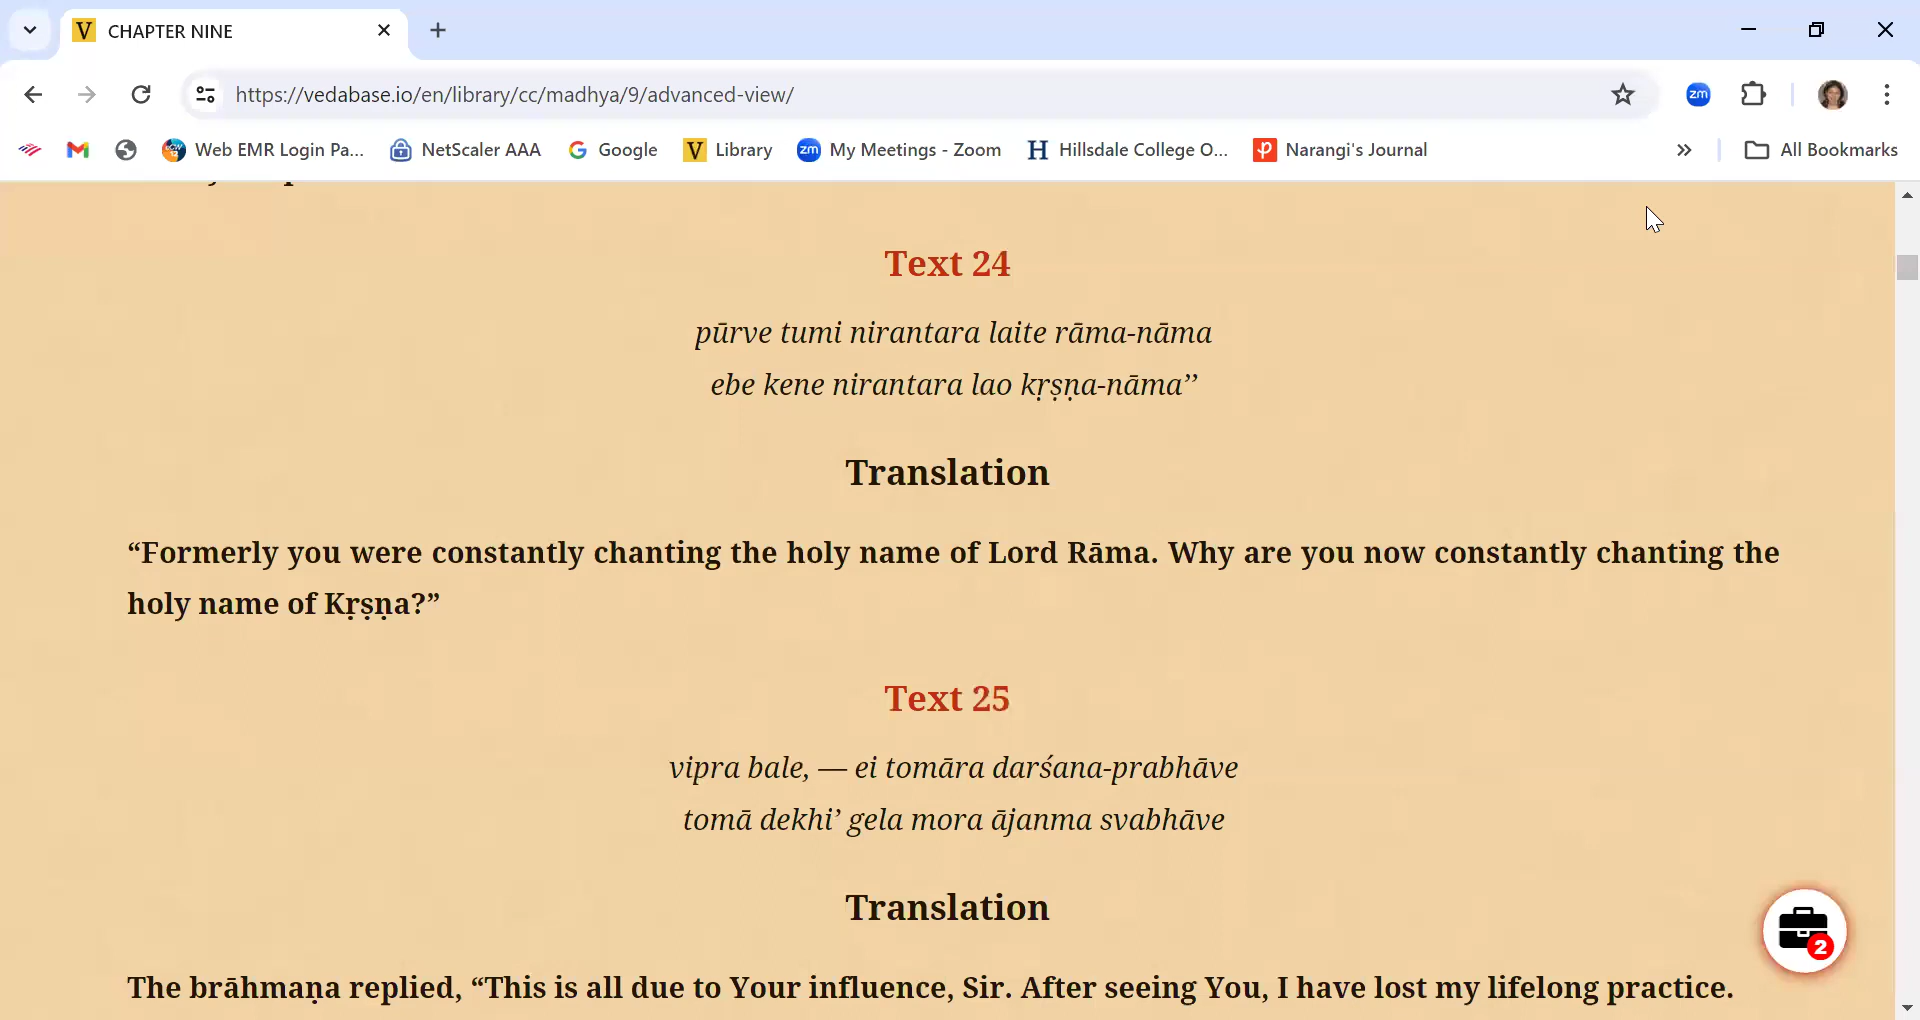 CHAPTER NINE
https://vedabase.io/en/library/cc/madhya/9/advanced-view/
zm
Web EMR Login Pa...
NetScaler AAA
Google
Library
My Meetings - Zoom
Hillsdale College O...
Narangi's Journal
All Bookmarks
Text 24
pūrve tumi nirantara laite rāma-nāma
ebe kene nirantara lao kṛṣṇa-nāma’’
Translation
“Formerly you were constantly chanting the holy name of Lord Rāma. Why are you now constantly chanting the
holy name of Kṛṣṇa?”
Text 25
vipra bale, — ei tomāra darśana-prabhāve
tomā dekhi’ gela mora ājanma svabhāve
Translation
2
The brāhmaṇa replied, “This is all due to Your influence, Sir. After seeing You, I have lost my lifelong practice.